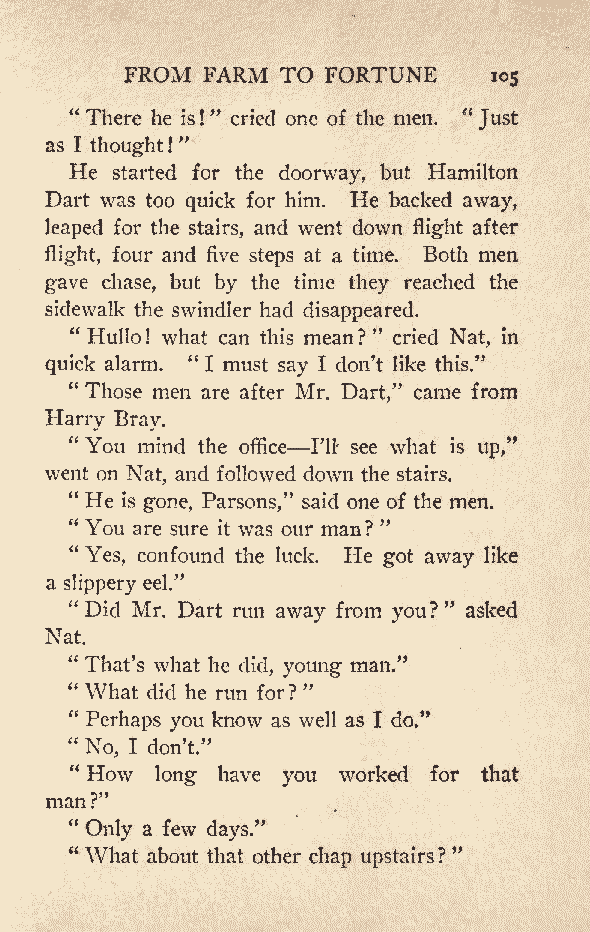 FROM FARM TO FORTUNE 105
“ There he is! ” cried one of the men. “ Just
as I thought! ”
He started for the doorway, but Hamilton
Dart was too quick for him. He backed away,
leaped for the stairs, and went down flight after
flight, four and five steps at a time. Both men
gave chase, but by the time they reached the
sidewalk the swindler had disappeared.
“ Hullo! what can this mean? ” cried Nat, in
quick alarm. “ I must say I don’t like this.”
“ Those men are after Mr. Dart,” came from
Harry Bray.
“ You mind the office—I’ll see what is up,”
went on Nat, and followed down the stairs.
“ He is gone, Parsons,” said one of the men.
“ You are sure it was our man? ”
“ Yes, confound the luck. He got away like
a slippery eel.”
“ Did Mr. Dart run away from you? ” asked
Nat.
“ That’s what he did, young man.”
“ What did he run for? ”
“ Perhaps you know as well as I do.”
“ No, I don’t.”
“ How long have you worked for that
man?”
“ Only a few days.”
“ What about that other chap upstairs? ”